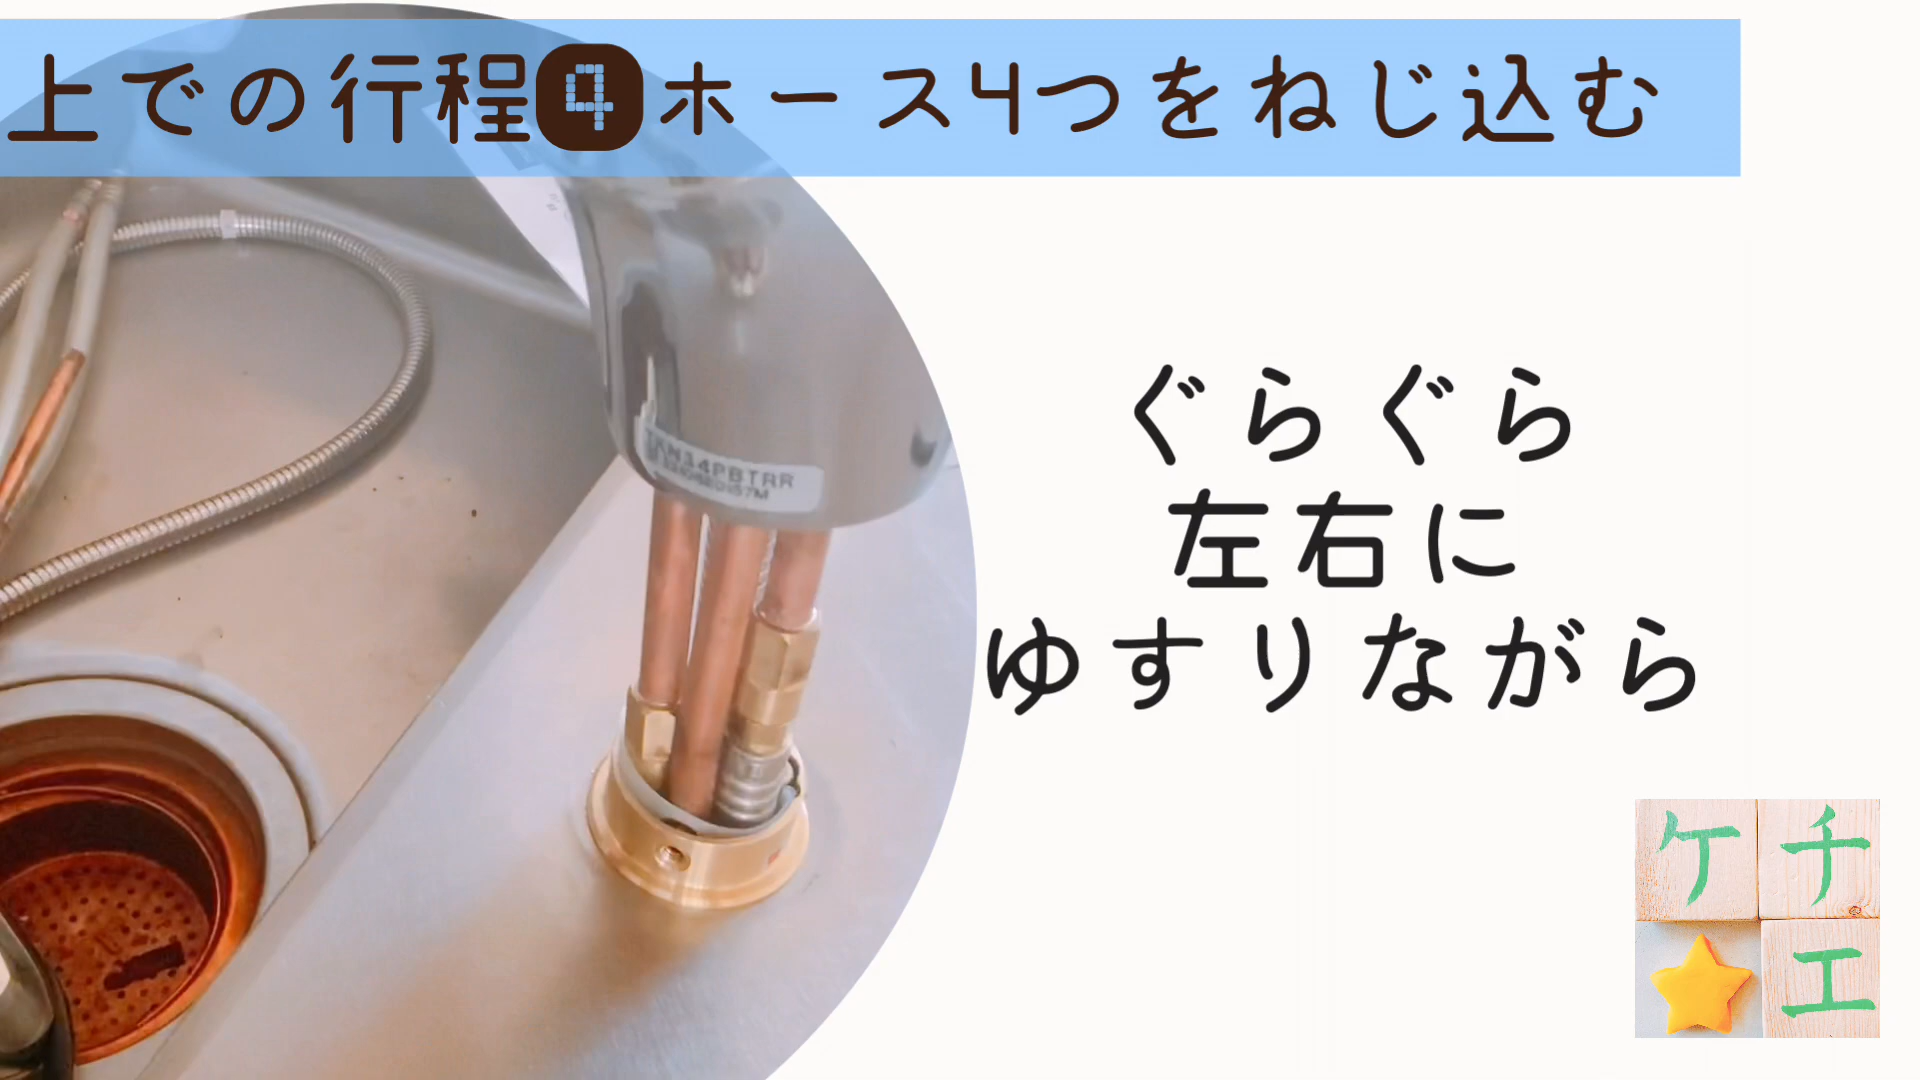 上での行程❹ホース4つをねじ込む
ぐらぐら
左右に
ゆすりながら
TKN34PBTRR
ケチ
エ